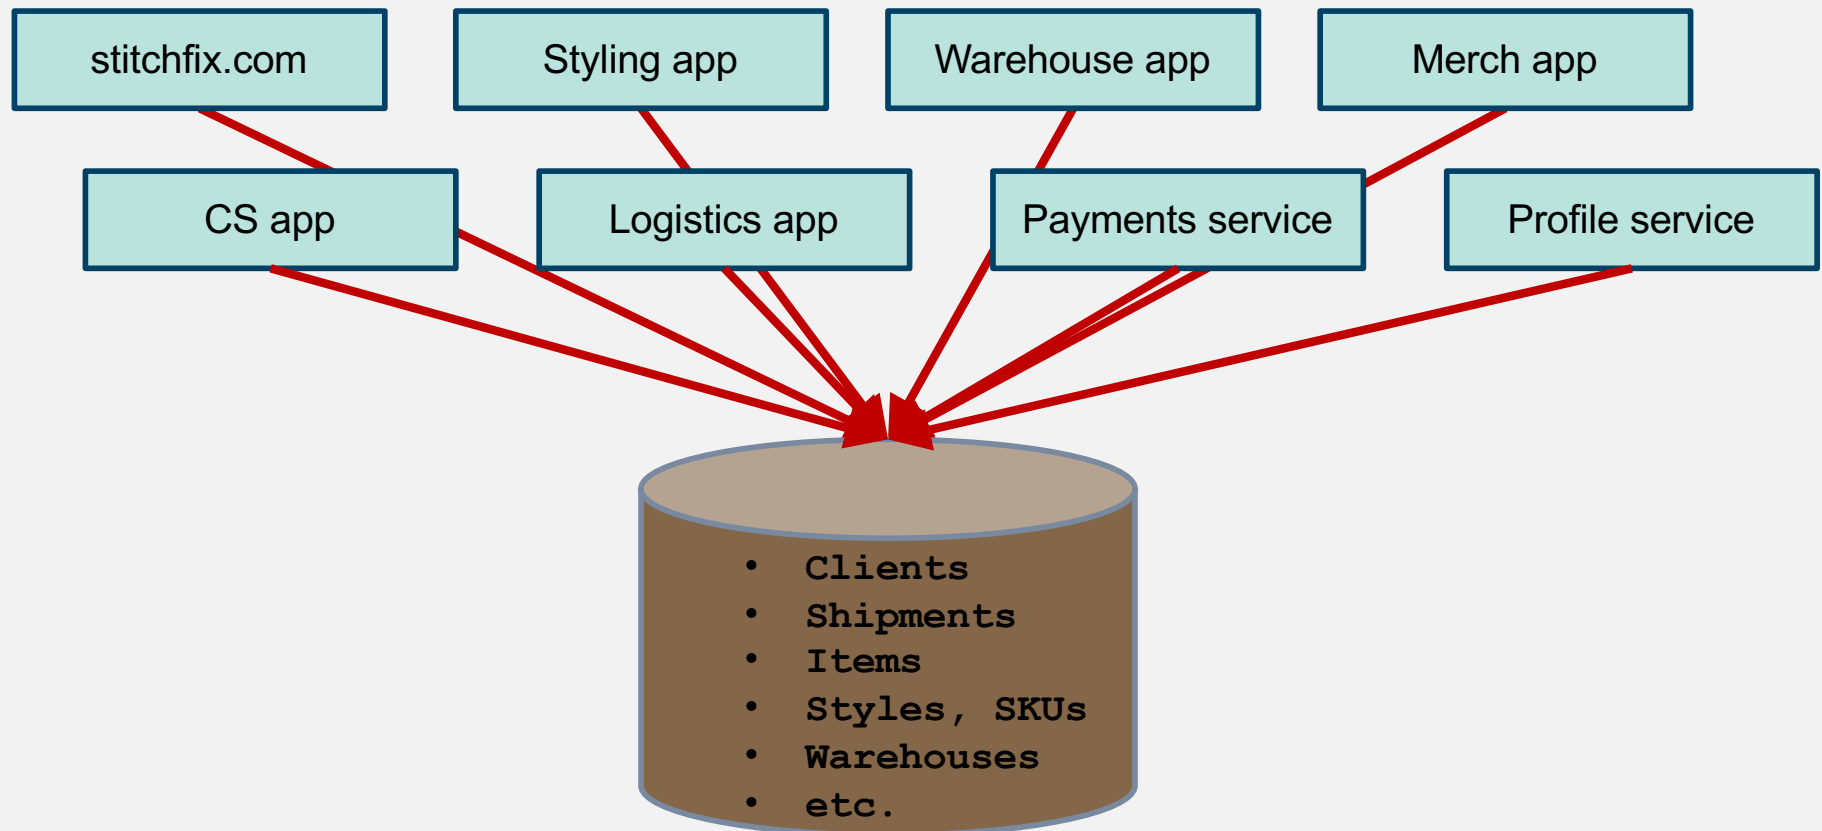 stitchfix.com
Styling app
Warehouse app
Merch app
CS app
Logistics app
Payments service
Profile service
• Clients
• Shipments
• Items
• Styles, SKUs
• Warehouses
• etc.